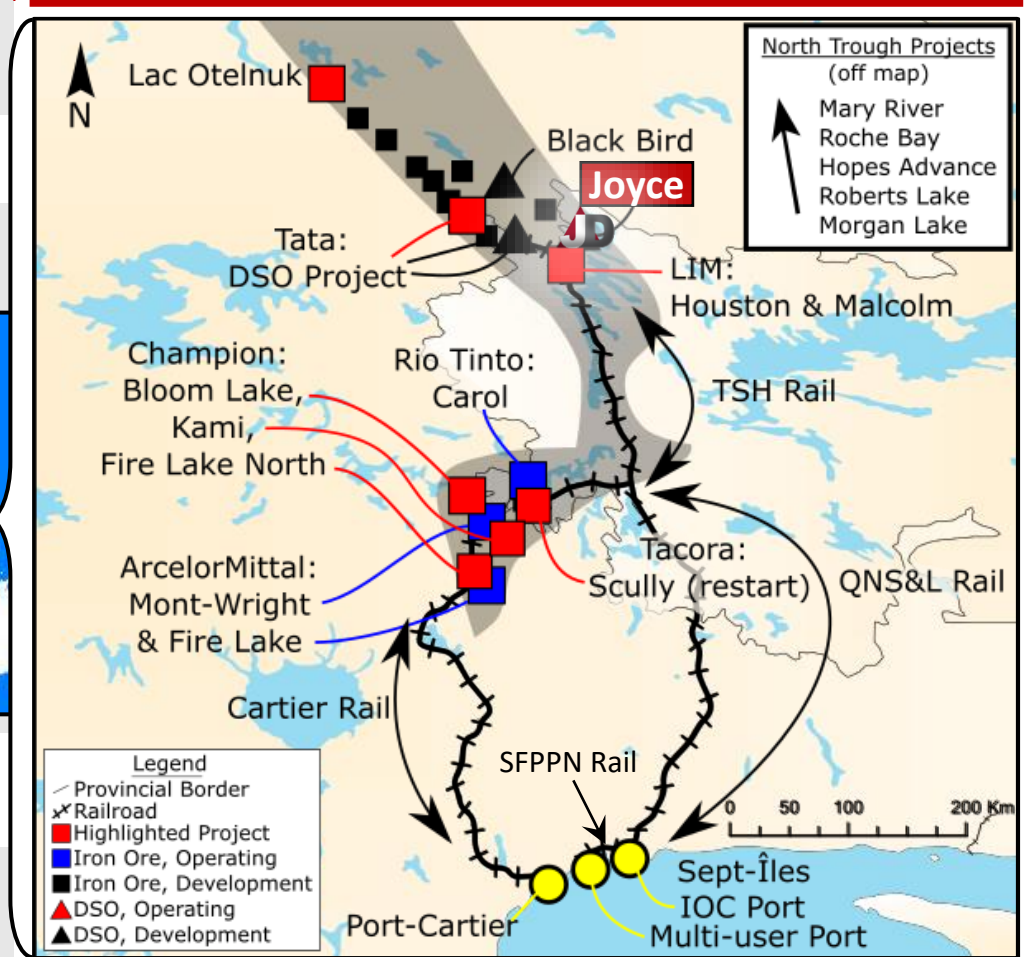 North Trough Projects
(off map)
Mary River
Roche Bay
Hopes Advance
Roberts Lake
Morgan Lake
N
Lac Otelnuk
Black Bird
Joyce
JD
Tata:
DSO Project
LIM:
Houston & Malcolm
Champion:
Bloom Lake,
Kami,
Fire Lake North
Rio Tinto:
Carol
TSH Rail
ArcelorMittal:
Mont-Wright
& Fire Lake
Tacora:
Scully (restart)
QNS&L Rail
Cartier Rail
SFPPN Rail
0 50 100 200 Km
Legend
Provincial Border
Railroad
Highlighted Project
Iron Ore, Operating
Iron Ore, Development
DSO, Operating
DSO, Development
Port-Cartier
Sept-Îles
IOC Port
Multi-user Port